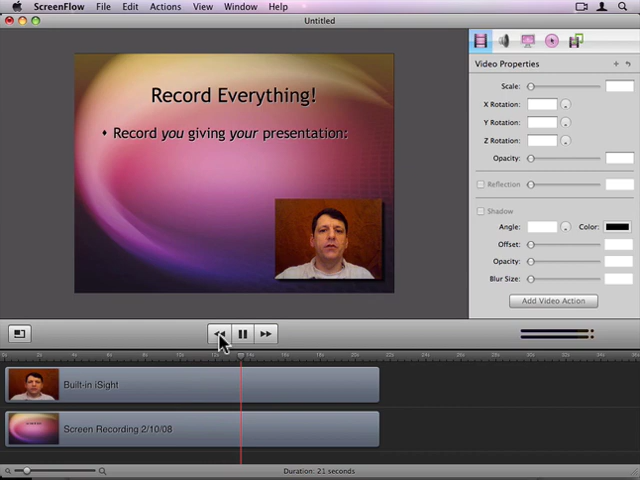 ScreenFlow File Edit Actions View Window Help
Untitled
Video Properties
Record Everything!
Scale:
X Rotation:
Record you giving your presentation:
Y Rotation:
Z Rotation:
Opacity:
Reflection
Shadow
Angle: Color:
Offset:
Opacity:
Blur Size:
Add Video Action
Built-in iSight
Screen Recording 2/10/08
Duration: 21 seconds